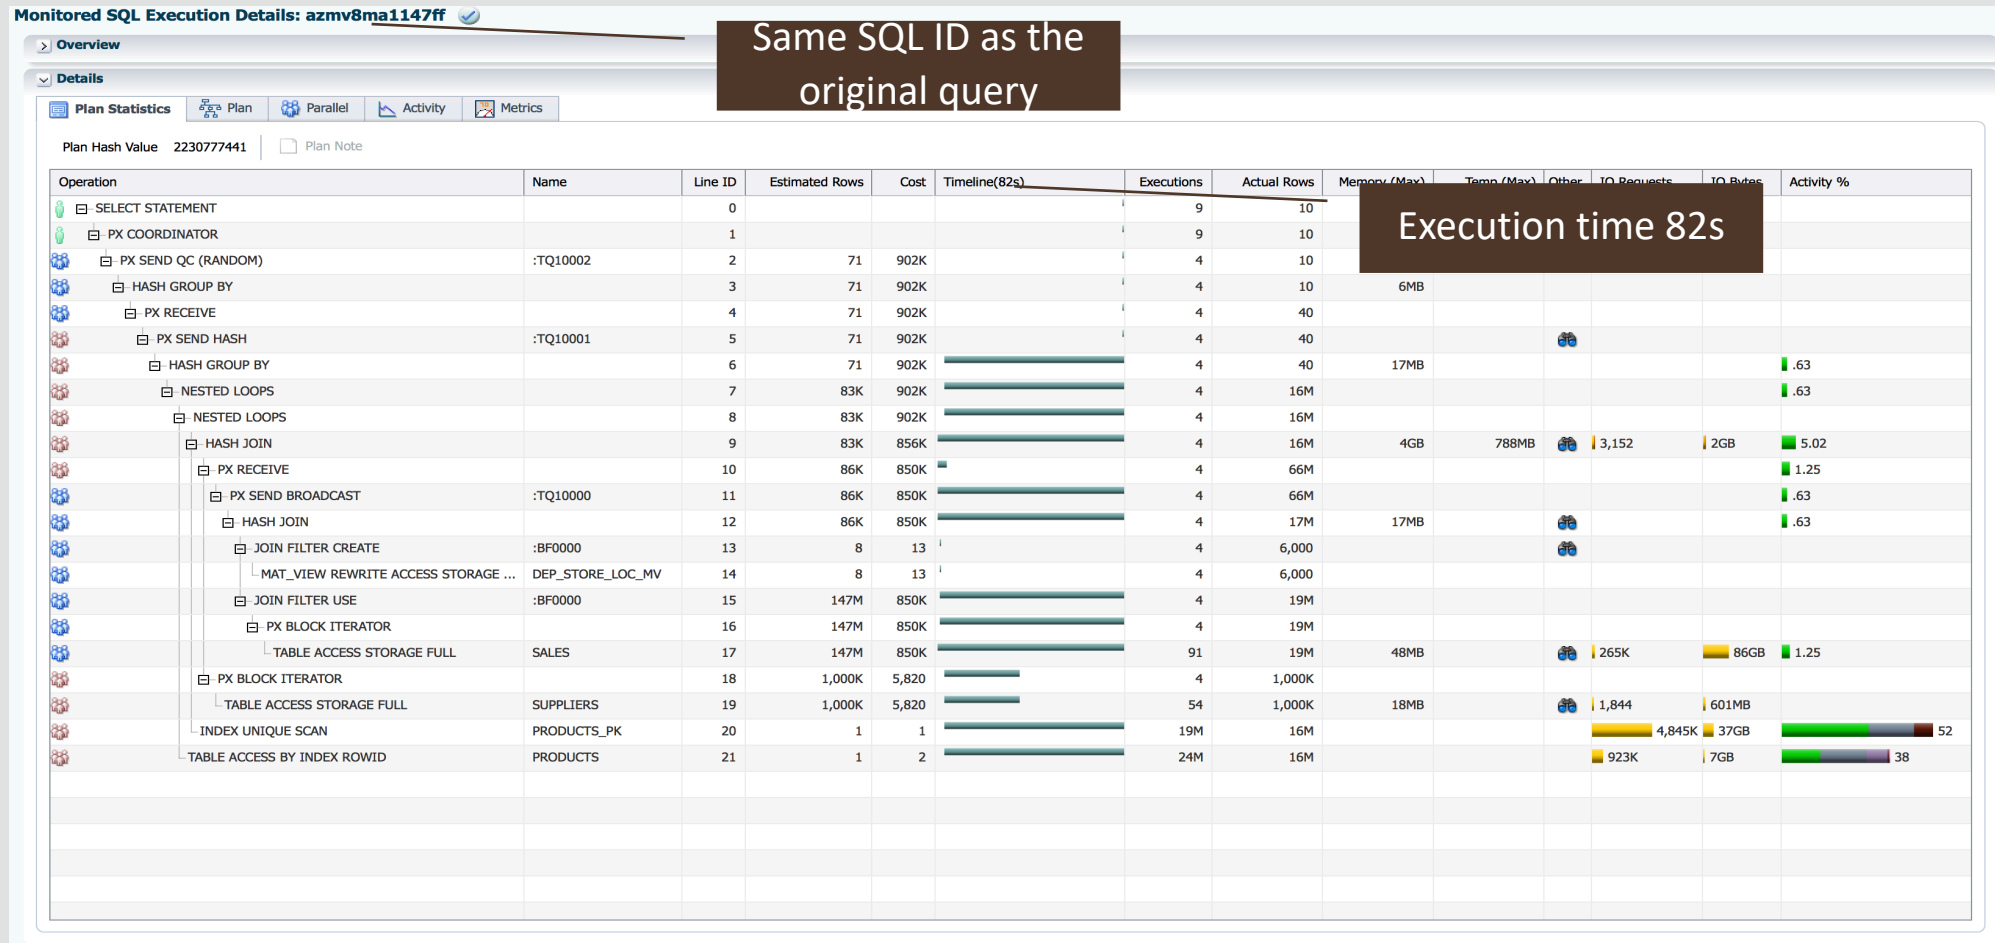 Monitored SQL Execution Details: azmv8ma1147ff
Same SQL ID as the
original query
Overview
Details
Plan Statistics Plan Parallel Activity Metrics
Plan Hash Value 2230777441 Plan Note
Operation Name Line ID Estimated Rows Cost Timeline(82s) Executions Actual Rows Memory (Max) Temp (Max) Other IO Requests IO Bytes Activity %
Execution time 82s
SELECT STATEMENT 0 9 10
PX COORDINATOR 1 9 10
PX SEND QC (RANDOM) :TQ10002 2 71 902K 4 10
HASH GROUP BY 3 71 902K 4 10 6MB
PX RECEIVE 4 71 902K 4 40
PX SEND HASH :TQ10001 5 71 902K 4 40
HASH GROUP BY 6 71 902K 4 40 17MB .63
NESTED LOOPS 7 83K 902K 4 16M .63
NESTED LOOPS 8 83K 902K 4 16M
HASH JOIN 9 83K 856K 4 16M 4GB 788MB 3,152 2GB 5.02
PX RECEIVE 10 86K 850K 4 66M 1.25
PX SEND BROADCAST :TQ10000 11 86K 850K 4 66M .63
HASH JOIN 12 86K 850K 4 17M 17MB .63
JOIN FILTER CREATE :BF0000 13 8 13 4 6,000
MAT_VIEW REWRITE ACCESS STORAGE ... DEP_STORE_LOC_MV 14 8 13 4 6,000
JOIN FILTER USE :BF0000 15 147M 850K 4 19M
PX BLOCK ITERATOR 16 147M 850K 4 19M
TABLE ACCESS STORAGE FULL SALES 17 147M 850K 91 19M 48MB 265K 86GB 1.25
PX BLOCK ITERATOR 18 1,000K 5,820 4 1,000K
TABLE ACCESS STORAGE FULL SUPPLIERS 19 1,000K 5,820 54 1,000K 18MB 1,844 601MB
INDEX UNIQUE SCAN PRODUCTS_PK 20 1 1 19M 16M 4,845K 37GB 52
TABLE ACCESS BY INDEX ROWID PRODUCTS 21 1 2 24M 16M 923K 7GB 38